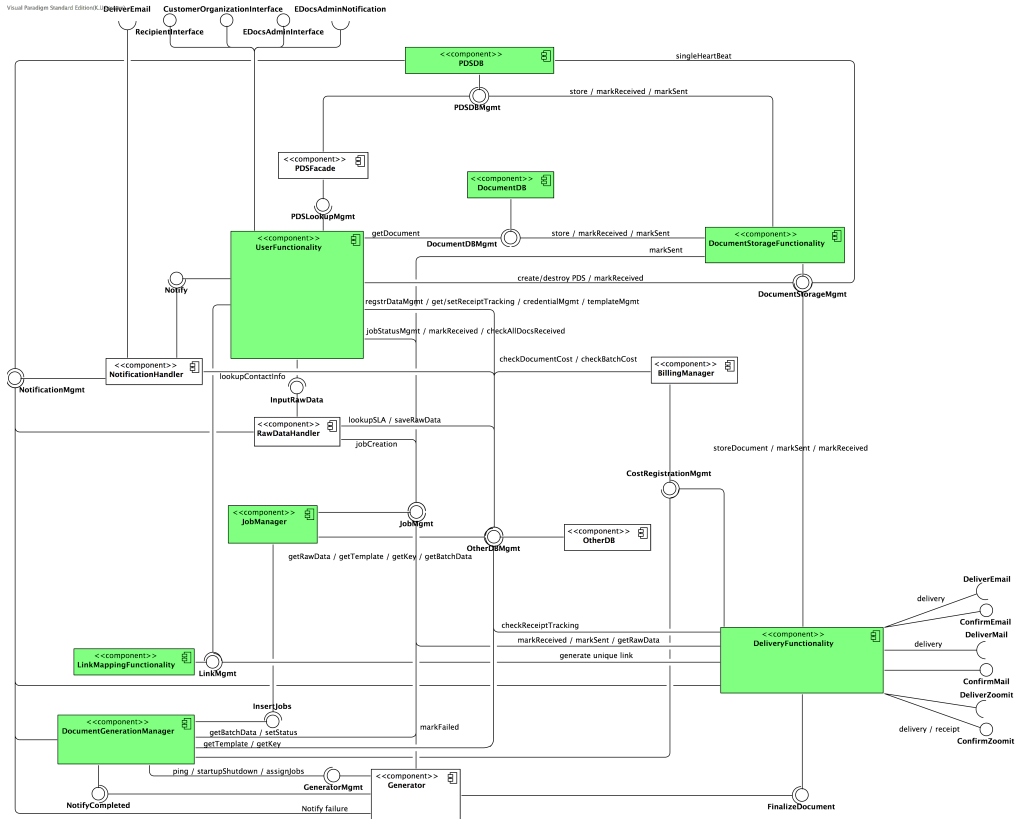 Visual Paradigm Standard Edition(K.U.
DeliverEmail
CustomerOrganizationInterface
EDocsAdminNotification
RecipientInterface
EDocsAdminInterface
<<component>>
PDSDB
singleHeartBeat
store / markReceived / markSent
PDSDBMgmt
<<component>>
PDSFacade
<<component>>
DocumentDB
PDSLookupMgmt
<<component>>
UserFunctionality
getDocument
DocumentDBMgmt
store / markReceived / markSent
<<component>>
DocumentStorageFunctionality
markSent
create/destroy PDS / markReceived
Notify
DocumentStorageMgmt
regstrDataMgmt / get/setReceiptTracking / credentialMgmt / templateMgmt
jobStatusMgmt / markReceived / checkAllDocsReceived
<<component>>
NotificationHandler
checkDocumentCost / checkBatchCost
<<component>>
BillingManager
lookupContactInfo
NotificationMgmt
InputRawData
<<component>>
RawDataHandler
lookupSLA / saveRawData
jobCreation
storeDocument / markSent / markReceived
CostRegistrationMgmt
<<component>>
JobManager
JobMgmt
<<component>>
OtherDB
OtherDBMgmt
getRawData / getTemplate / getKey / getBatchData
DeliverEmail
delivery
ConfirmEmail
checkReceiptTracking
<<component>>
DeliveryFunctionality
DeliverMail
markReceived / markSent / getRawData
delivery
<<component>>
LinkMappingFunctionality
generate unique link
LinkMgmt
ConfirmMail
DeliverZoomit
InsertJobs
<<component>>
DocumentGenerationManager
getBatchData / setStatus
markFailed
delivery / receipt
ConfirmZoomit
getTemplate / getKey
ping / startupShutdown / assignJobs
GeneratorMgmt
<<component>>
Generator
NotifyCompleted
Notify failure
FinalizeDocument